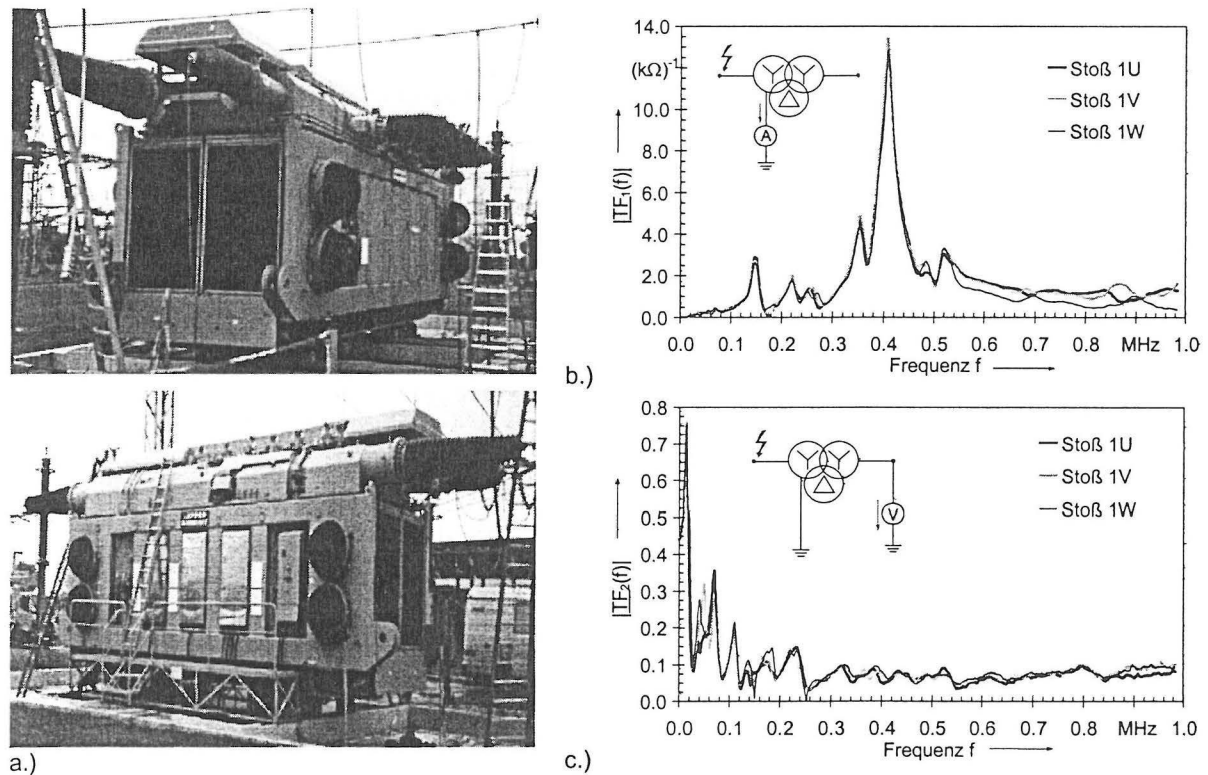 a.)
b.)
14.0
(kΩ)⁻¹
10.0
8.0
6.0
4.0
2.0
0.0
|TF₁(f)|
A
Stoß 1U
Stoß 1V
Stoß 1W
0.0 0.1 0.2 0.3 0.4 0.5 0.6 0.7 0.8 MHz 1.0
Frequenz f
c.)
0.8
0.7
0.6
0.5
0.4
0.3
0.2
0.1
0.0
|TF₂(f)|
V
Stoß 1U
Stoß 1V
Stoß 1W
0.0 0.1 0.2 0.3 0.4 0.5 0.6 0.7 0.8 MHz 1.0
Frequenz f